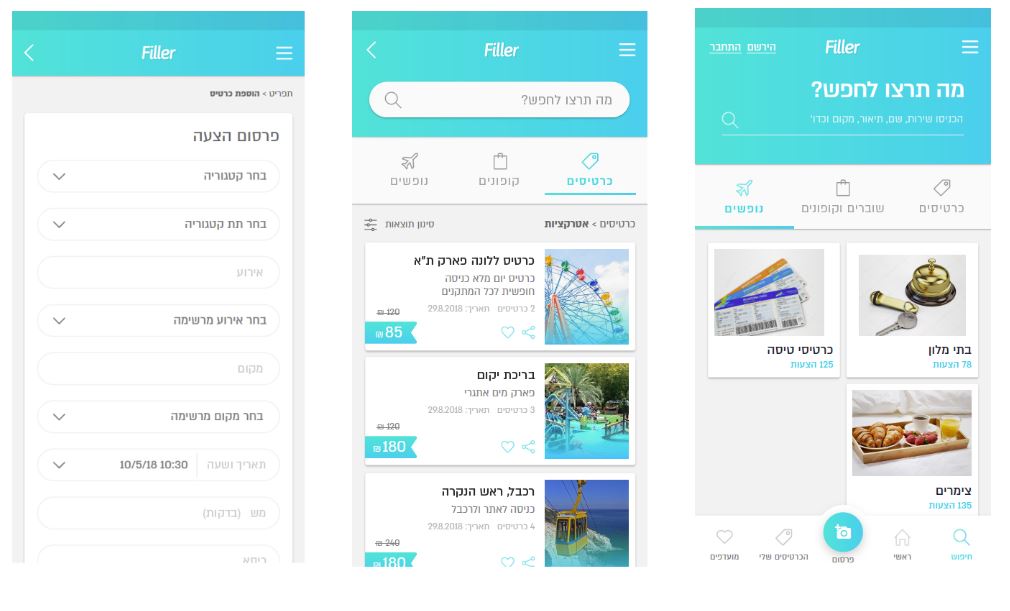 Filler
תפריט > הוספת כרטיס
פרסום הצעה
בחר קטגוריה
בחר תת קטגוריה
אירוע
בחר אירוע מרשימה
מקום
בחר מקום מרשימה
תאריך ושעה 10/5/18 10:30
מש׳ (בדקות)
כיסא
Filler
מה תרצו לחפש?
כרטיסים קופונים נופשים
כרטיסים > אטרקציות סינון תוצאות
כרטיס ללונה פארק ת"א
כרטיס יום מלא כניסה
חופשית לכל המתקנים
2 כרטיסים תאריך: 29.8.2018
120 ₪
85 ₪
בריכת יקום
פארק מים אתגרי
3 כרטיסים תאריך: 29.8.2018
120 ₪
180 ₪
רכבל, ראש הנקרה
כניסה לאתר ולרכבל
4 כרטיסים תאריך: 29.8.2018
240 ₪
180 ₪
Filler
הירשם התחבר
מה תרצו לחפש?
הכניסו שירות, שם, תיאור, מקום וכדו'
כרטיסים שוברים וקופונים נופשים
בתי מלון
78 הצעות
כרטיסי טיסה
125 הצעות
צימרים
135 הצעות
חיפוש ראשי פרסום הכרטיסים שלי מועדפים